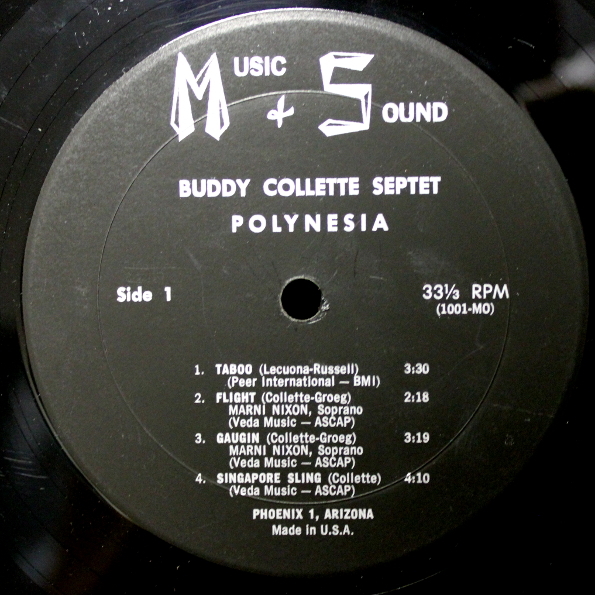 MUSIC & SOUND
BUDDY COLLETTE SEPTET
POLYNESIA
Side 1
33⅓ RPM
(1001-MO)
1. TABOO (Lecuona-Russell) 3:30
(Peer International — BMI)
2. FLIGHT (Collette-Groeg) 2:18
MARNI NIXON, Soprano
(Veda Music — ASCAP)
3. GAUGIN (Collette-Groeg) 3:19
MARNI NIXON, Soprano
(Veda Music — ASCAP)
4. SINGAPORE SLING (Collette) 4:10
(Veda Music — ASCAP)
PHOENIX 1, ARIZONA
Made in U.S.A.